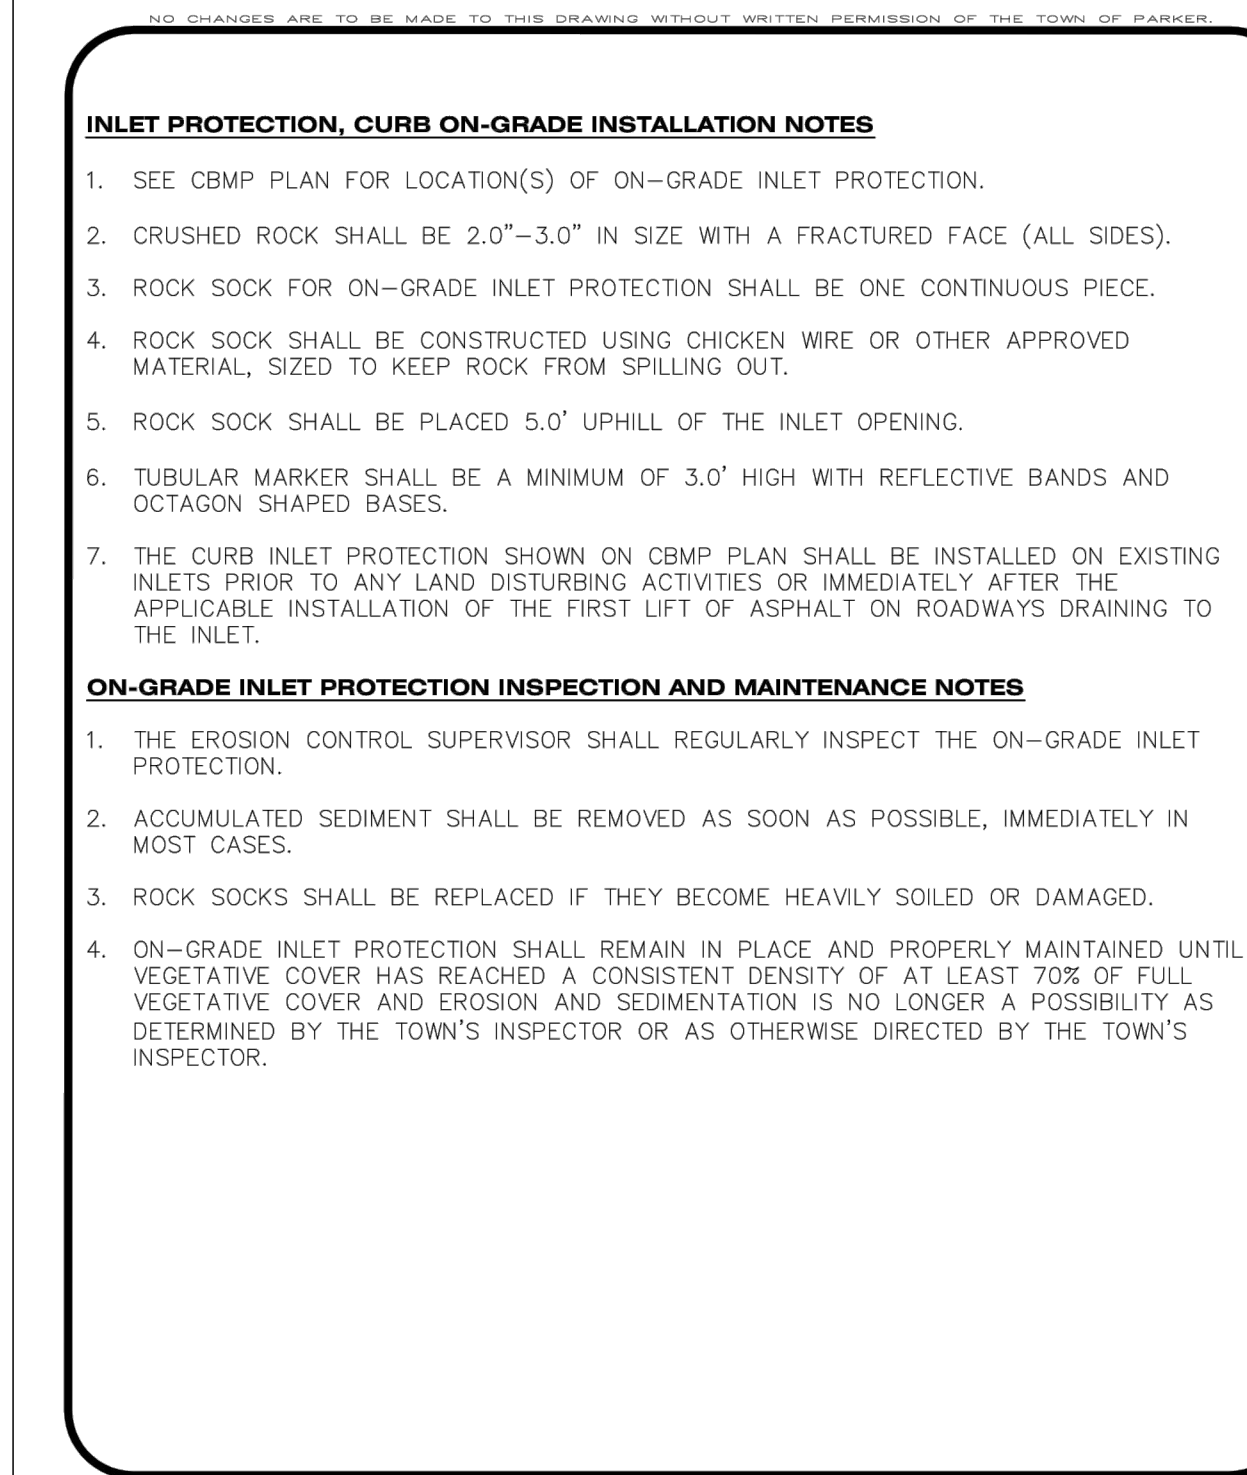 NO CHANGES ARE TO BE MADE TO THIS DRAWING WITHOUT WRITTEN PERMISSION OF THE TOWN OF PARKER.
INLET PROTECTION, CURB ON-GRADE INSTALLATION NOTES
1. SEE CBMP PLAN FOR LOCATION(S) OF ON-GRADE INLET PROTECTION.
2. CRUSHED ROCK SHALL BE 2.0"-3.0" IN SIZE WITH A FRACTURED FACE (ALL SIDES).
3. ROCK SOCK FOR ON-GRADE INLET PROTECTION SHALL BE ONE CONTINUOUS PIECE.
4. ROCK SOCK SHALL BE CONSTRUCTED USING CHICKEN WIRE OR OTHER APPROVED
MATERIAL, SIZED TO KEEP ROCK FROM SPILLING OUT.
5. ROCK SOCK SHALL BE PLACED 5.0' UPHILL OF THE INLET OPENING.
6. TUBULAR MARKER SHALL BE A MINIMUM OF 3.0' HIGH WITH REFLECTIVE BANDS AND
OCTAGON SHAPED BASES.
7. THE CURB INLET PROTECTION SHOWN ON CBMP PLAN SHALL BE INSTALLED ON EXISTING
INLETS PRIOR TO ANY LAND DISTURBING ACTIVITIES OR IMMEDIATELY AFTER THE
APPLICABLE INSTALLATION OF THE FIRST LIFT OF ASPHALT ON ROADWAYS DRAINING TO
THE INLET.
ON-GRADE INLET PROTECTION INSPECTION AND MAINTENANCE NOTES
1. THE EROSION CONTROL SUPERVISOR SHALL REGULARLY INSPECT THE ON-GRADE INLET
PROTECTION.
2. ACCUMULATED SEDIMENT SHALL BE REMOVED AS SOON AS POSSIBLE, IMMEDIATELY IN
MOST CASES.
3. ROCK SOCKS SHALL BE REPLACED IF THEY BECOME HEAVILY SOILED OR DAMAGED.
4. ON-GRADE INLET PROTECTION SHALL REMAIN IN PLACE AND PROPERLY MAINTAINED UNTIL
VEGETATIVE COVER HAS REACHED A CONSISTENT DENSITY OF AT LEAST 70% OF FULL
VEGETATIVE COVER AND EROSION AND SEDIMENTATION IS NO LONGER A POSSIBILITY AS
DETERMINED BY THE TOWN'S INSPECTOR OR AS OTHERWISE DIRECTED BY THE TOWN'S
INSPECTOR.